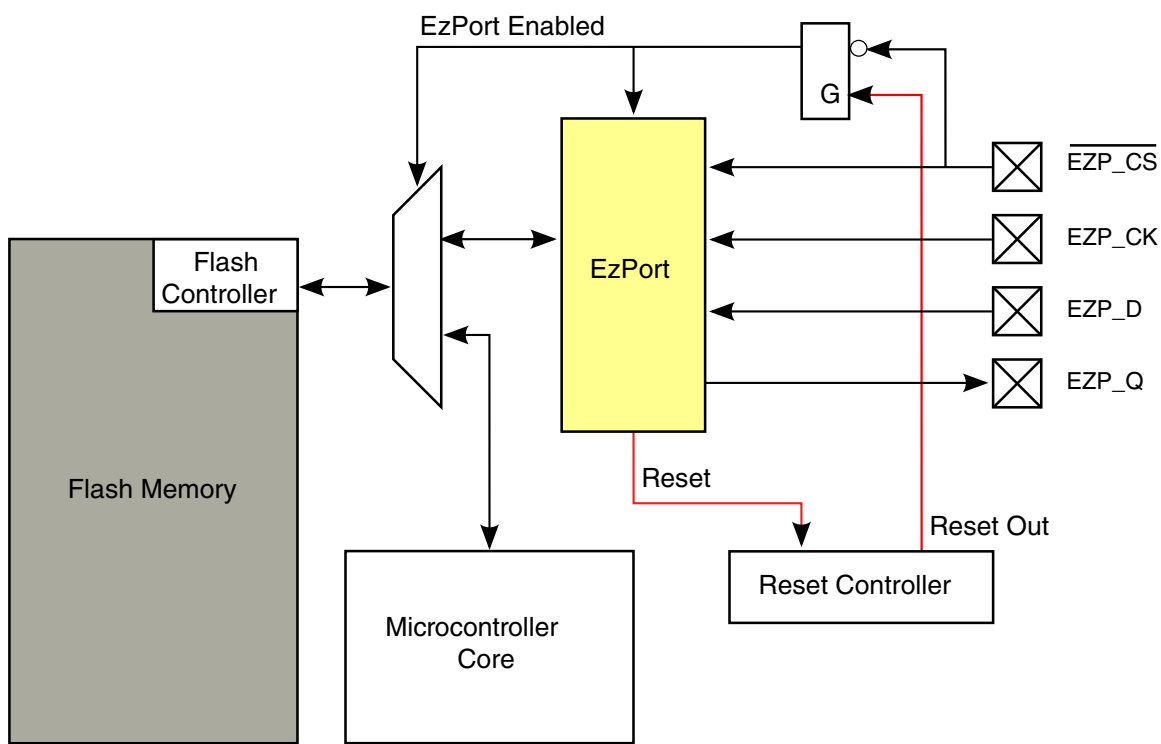 EzPort Enabled
G
EZP_CS
Flash
Controller
EzPort
EZP_CK
EZP_D
EZP_Q
Flash Memory
Reset
Reset Out
Reset Controller
Microcontroller
Core